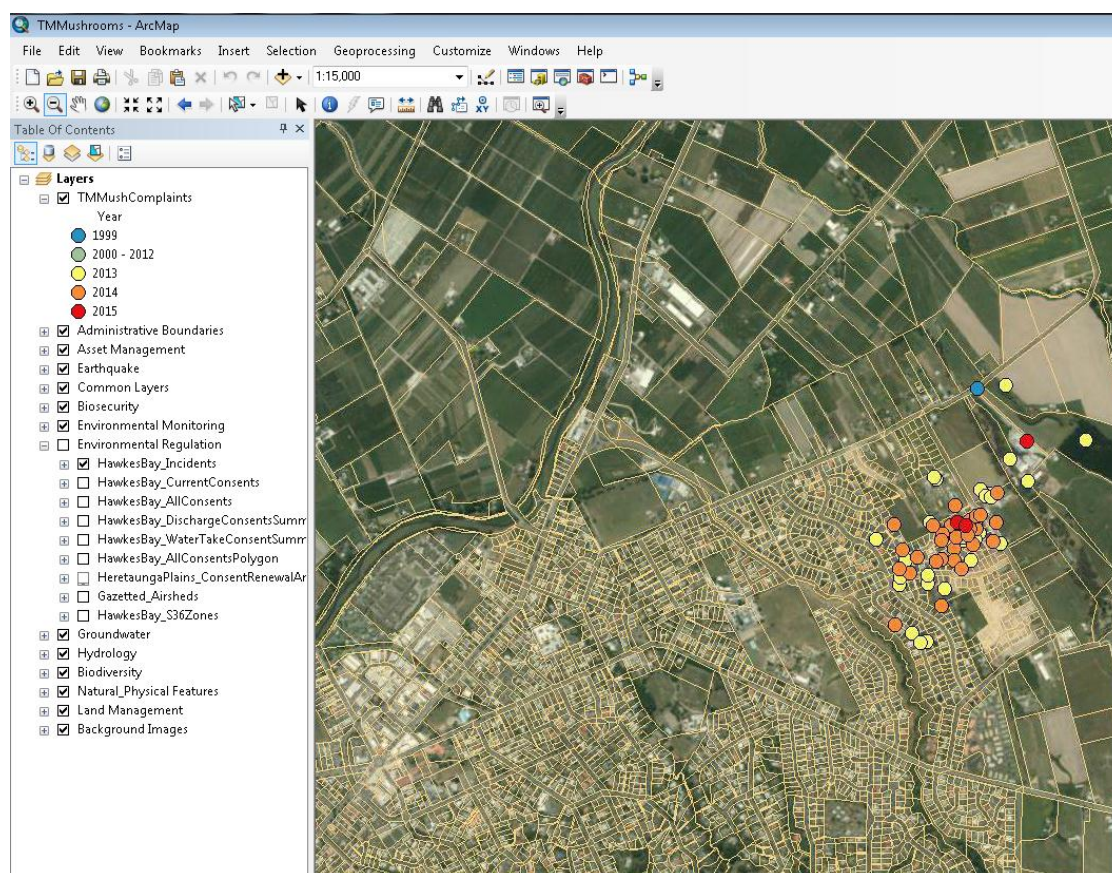 TMMushrooms - ArcMap
File Edit View Bookmarks Insert Selection Geoprocessing Customize Windows Help
1:15,000
XY
Table Of Contents
Layers
TMMushComplaints
Year
1999
2000 - 2012
2013
2014
2015
Administrative Boundaries
Asset Management
Earthquake
Common Layers
Biosecurity
Environmental Monitoring
Environmental Regulation
HawkesBay_Incidents
HawkesBay_CurrentConsents
HawkesBay_AllConsents
HawkesBay_DischargeConsentsSumm
HawkesBay_WaterTakeConsentSumm
HawkesBay_AllConsentsPolygon
HeretaungaPlains_ConsentRenewalAr
Gazetted_Airsheds
HawkesBay_S36Zones
Groundwater
Hydrology
Biodiversity
Natural_Physical Features
Land Management
Background Images